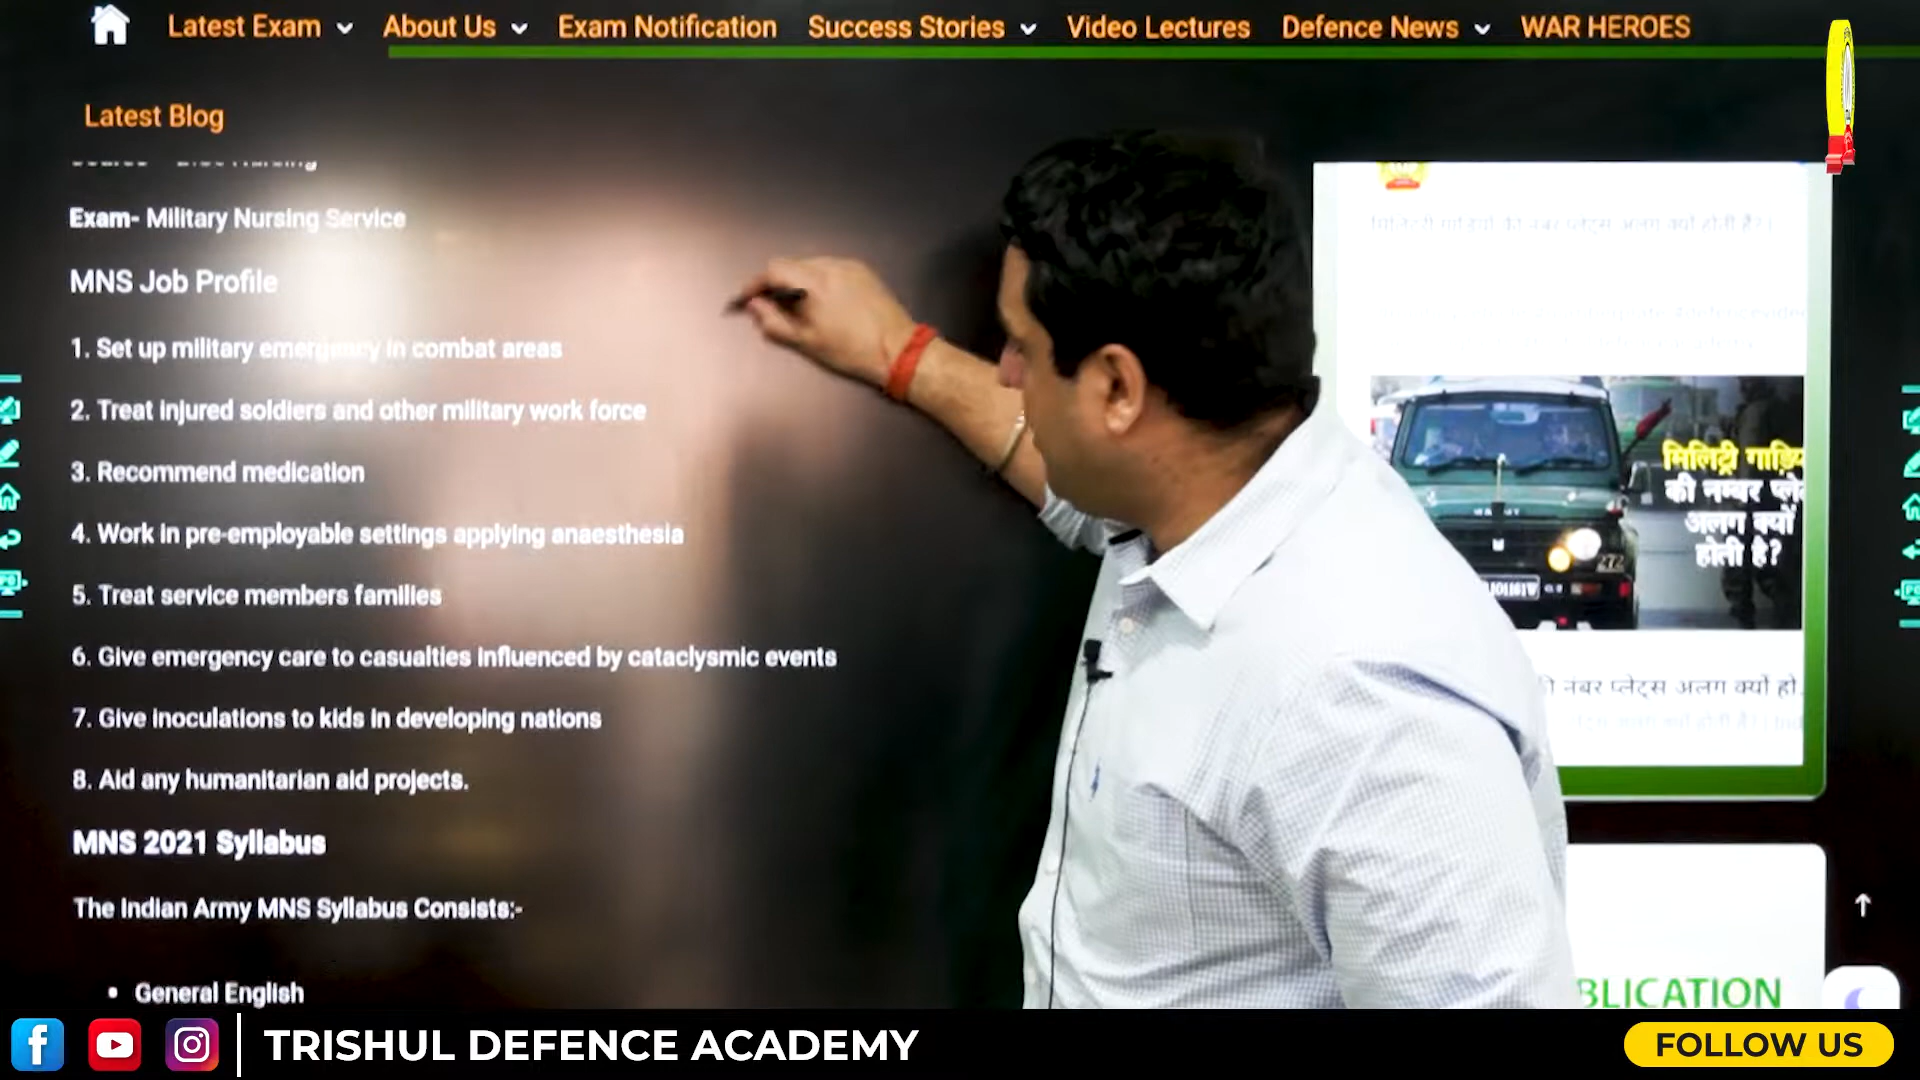 Latest Exam
About Us
Exam Notification
Success Stories
Video Lectures
Defence News
WAR HEROES
Latest Blog
Exam- Military Nursing Service
MNS Job Profile
1. Set up military emergency in combat areas
2. Treat injured soldiers and other military work force
3. Recommend medication
4. Work in pre-employable settings applying anaesthesia
5. Treat service members families
6. Give emergency care to casualties influenced by cataclysmic events
7. Give inoculations to kids in developing nations
8. Aid any humanitarian aid projects.
MNS 2021 Syllabus
The Indian Army MNS Syllabus Consists:-
• General English
मिलिट्री गाड़ियों की नंबर प्लेट्स अलग क्यों होती है?
मिलिट्री गाड़िय
की नम्बर प्ले
अलग क्यों
होती है?
272
नंबर प्लेट्स अलग क्यों हो
BLICATION
TRISHUL DEFENCE ACADEMY
FOLLOW US